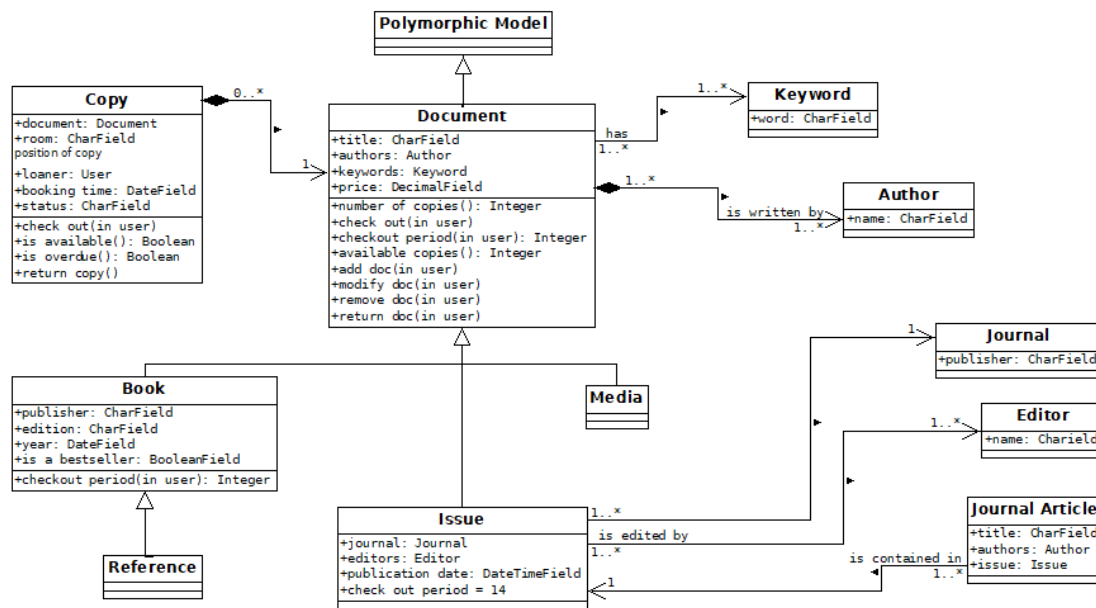 Polymorphic Model
Copy
+document: Document
+room: CharField
position of copy
+loaner: User
+booking time: DateField
+status: CharField
+check out(in user)
+is available(): Boolean
+is overdue(): Boolean
+return copy()
0..*
1
Document
+title: CharField
+authors: Author
+keywords: Keyword
+price: DecimalField
+number of copies(): Integer
+check out(in user)
+checkout period(in user): Integer
+available copies(): Integer
+add doc(in user)
+modify doc(in user)
+remove doc(in user)
+return doc(in user)
has
1..*
1..*
Keyword
+word: CharField
1..*
is written by
1..*
Author
+name: CharField
Book
+publisher: CharField
+edition: CharField
+year: DateField
+is a bestseller: BooleanField
+checkout period(in user): Integer
Media
Reference
Issue
+journal: Journal
+editors: Editor
+publication date: DateTimeField
+check out period = 14
1..*
1
Journal
+publisher: CharField
is edited by
1..*
1..*
Editor
+name: Charield
Journal Article
+title: CharField
+authors: Author
+issue: Issue
is contained in
1..*
1